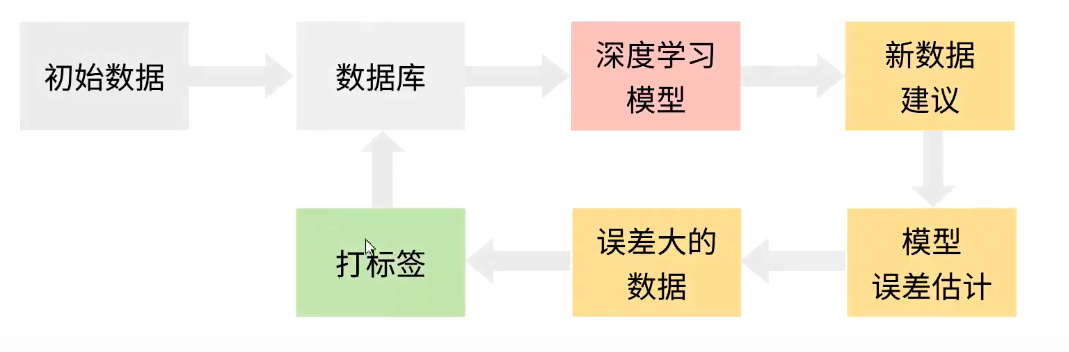 初始数据
数据库
深度学习
模型
新数据
建议
打标签
误差大的
数据
模型
误差估计